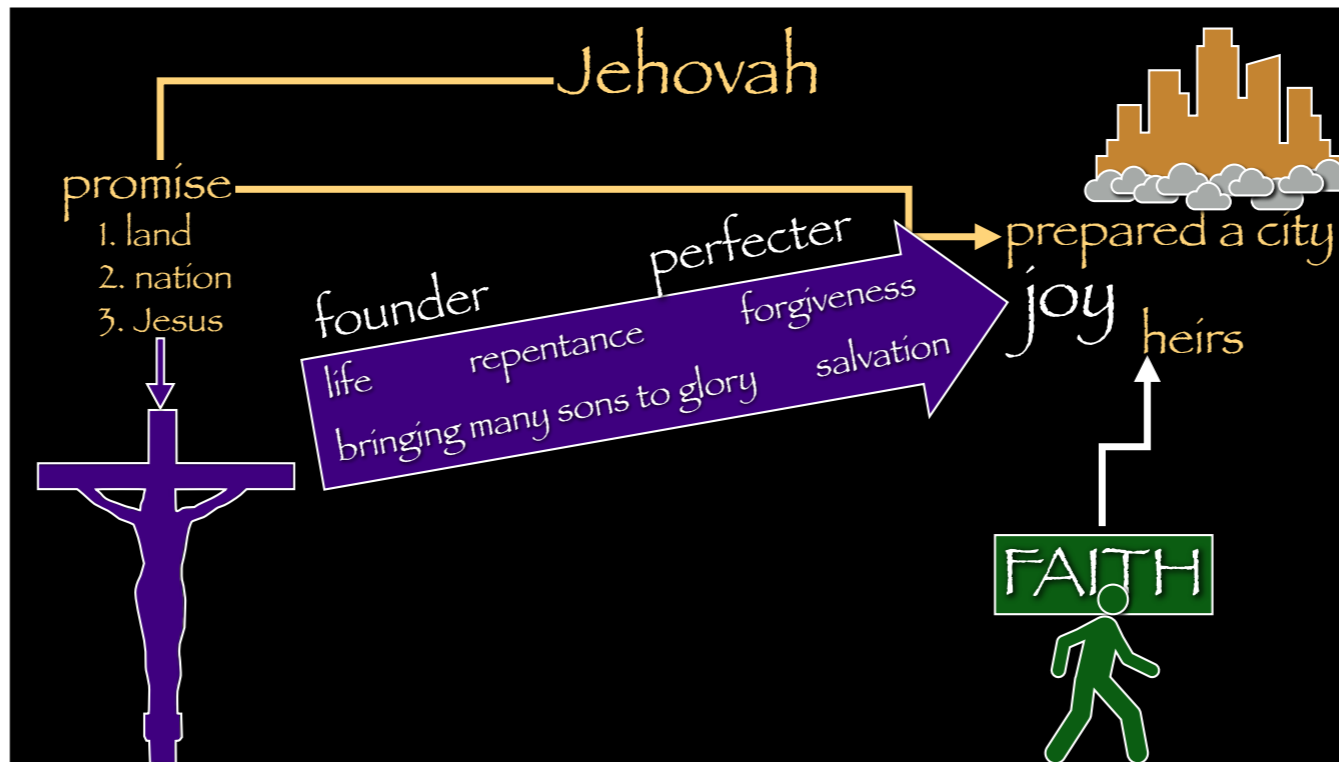 Jehovah
promise
1. land
2. nation
3. Jesus
founder
perfecter
life
repentance
forgiveness
bringing many sons to glory
salvation
prepared a city
joy
heirs
FAITH